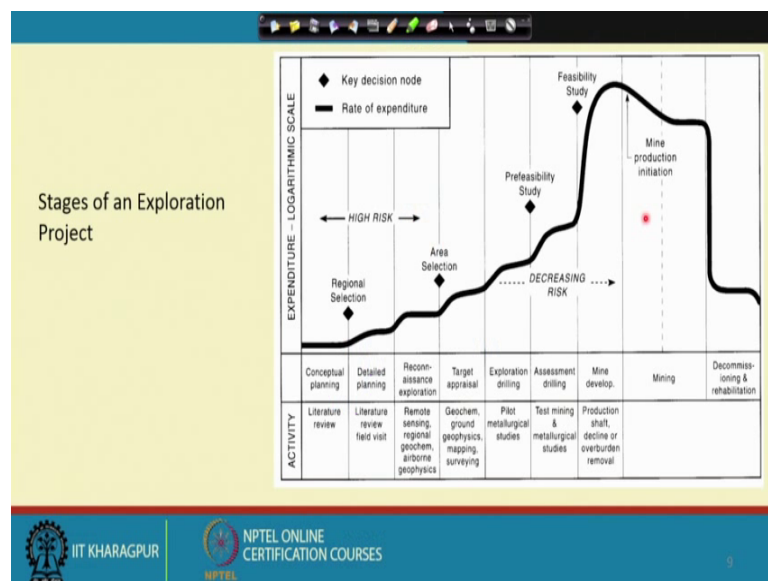 Stages of an Exploration
Project
Key decision node
Rate of expenditure
EXPENDITURE – LOGARITHMIC SCALE
HIGH RISK
Regional
Selection
Area
Selection
Prefeasibility
Study
Feasibility
Study
DECREASING
RISK
Mine
production
initiation
Conceptual
planning
Detailed
planning
Reconn-
aissance
exploration
Target
appraisal
Exploration
drilling
Assessment
drilling
Mine
develop.
Mining
Decommiss-
ioning &
rehabilitation
ACTIVITY
Literature
review
Literature
review
field visit
Remote
sensing,
regional
geochem,
airborne
geophysics
Geochem,
ground
geophysics,
mapping,
surveying
Pilot
metallurgical
studies
Test mining
&
metallurgical
studies
Production
shaft,
decline or
overburden
removal
IIT KHARAGPUR
NPTEL
NPTEL ONLINE
CERTIFICATION COURSES
9